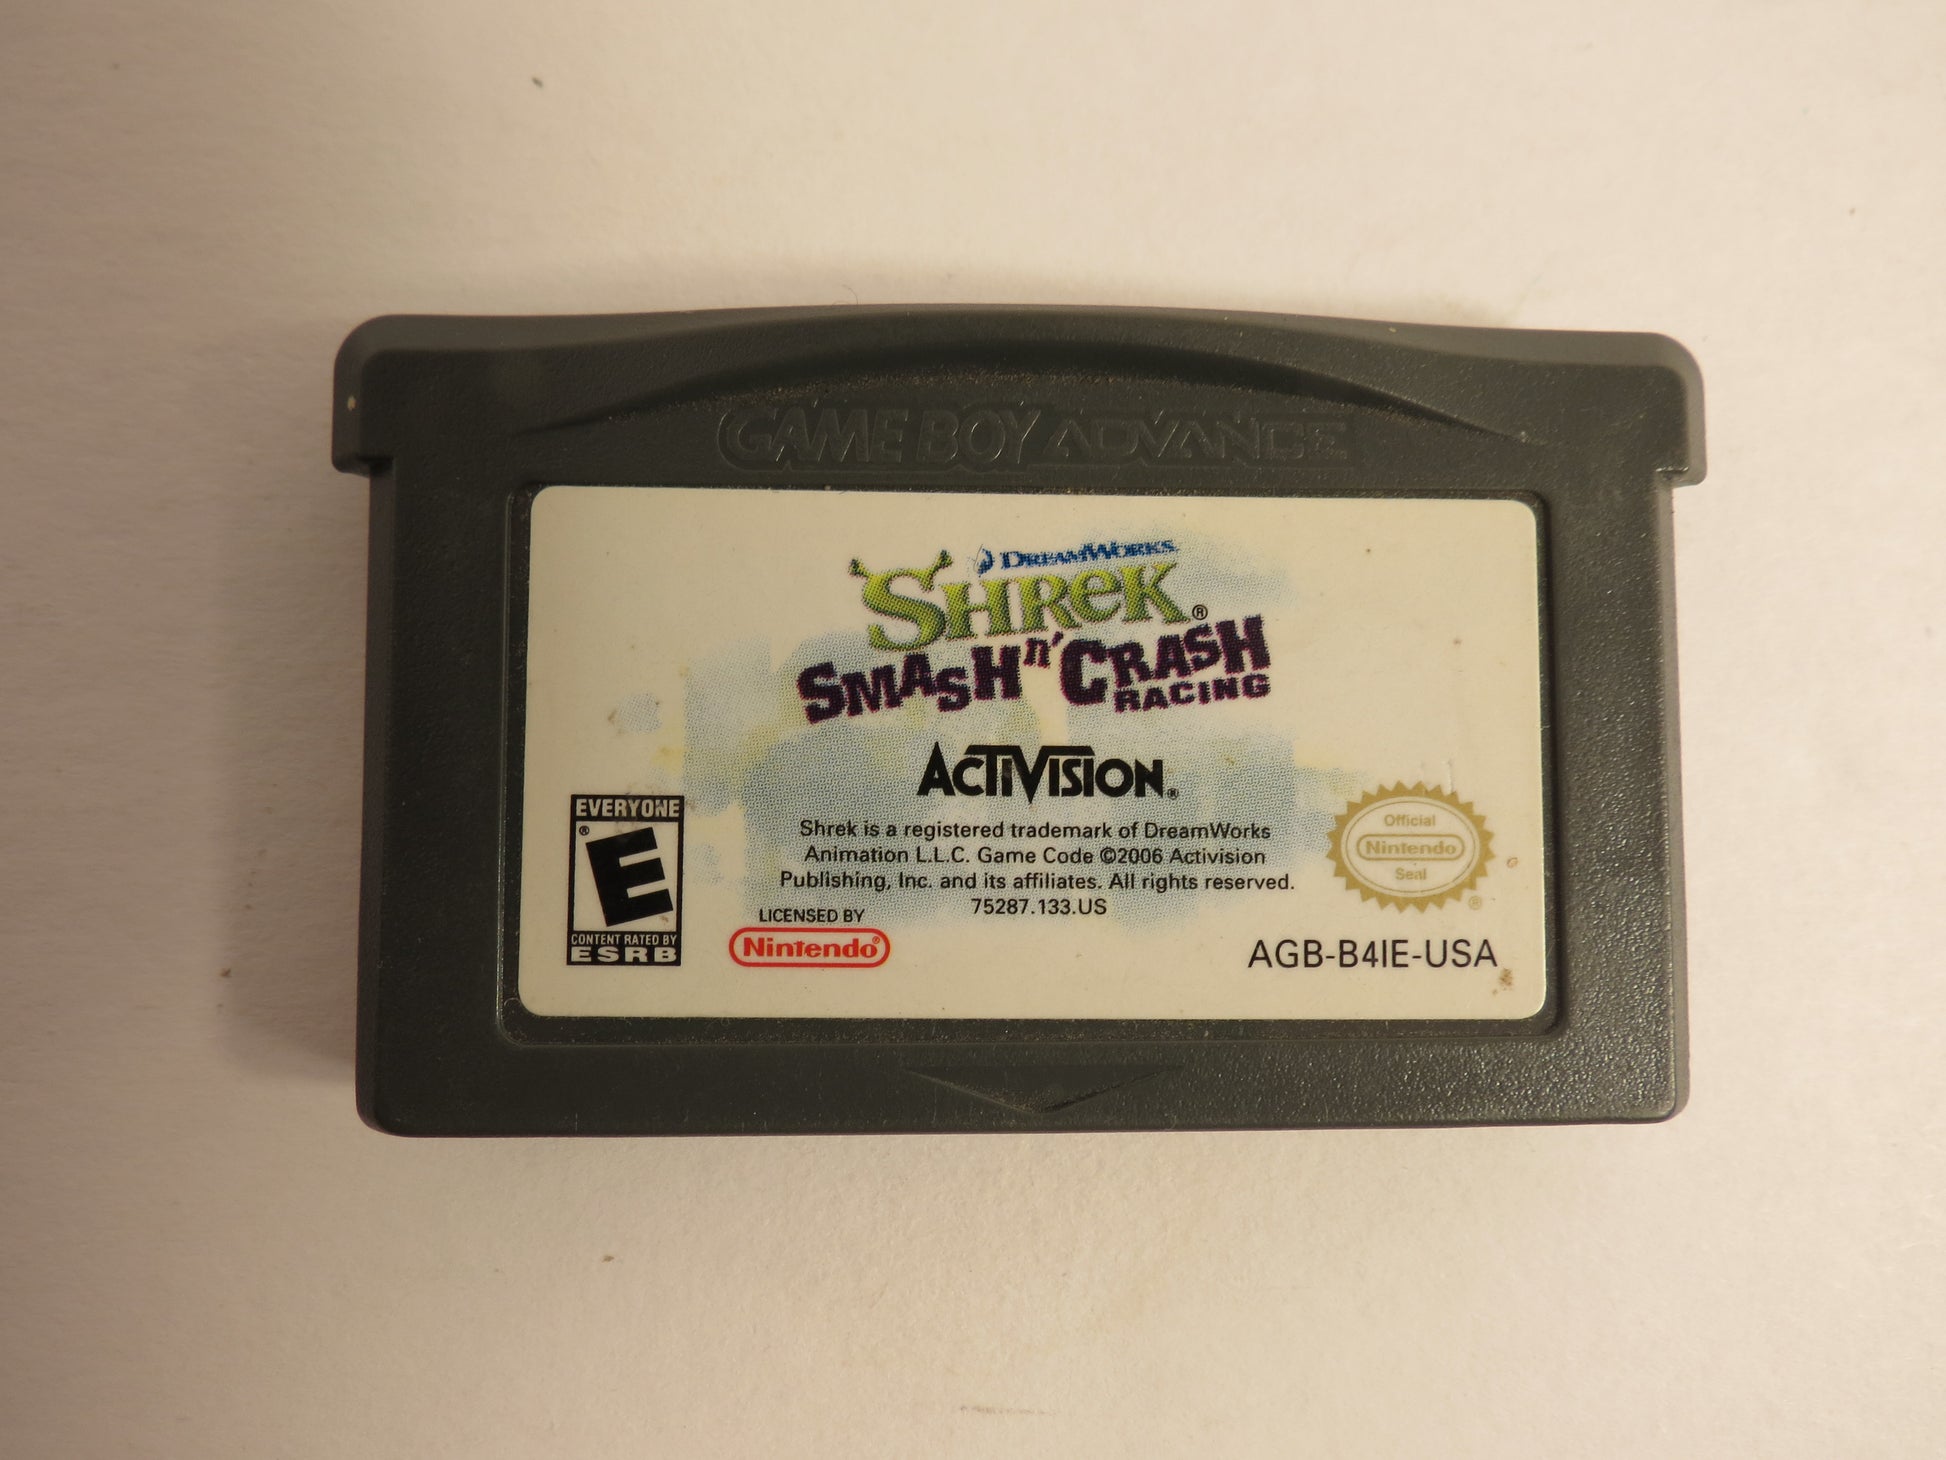 GAME BOY ADVANCE
DREAMWORKS
SHREK®
SMASH n' CRASH
RACING
ACTIVISION®
EVERYONE
E®
CONTENT RATED BY
ESRB
Shrek is a registered trademark of DreamWorks
Animation L.L.C. Game Code ©2006 Activision
Publishing, Inc. and its affiliates. All rights reserved.
75287.133.US
LICENSED BY
Nintendo®
Official
Nintendo
Seal
®
AGB-B4IE-USA